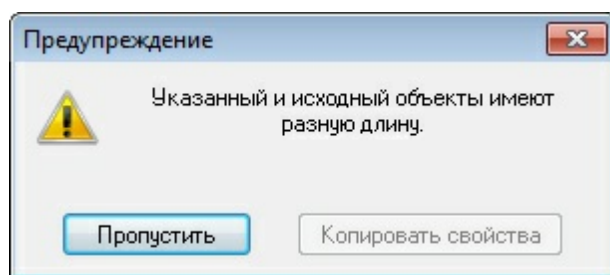 Предупреждение
Указанный и исходный объекты имеют
разную длину.
Пропустить
Копировать свойства